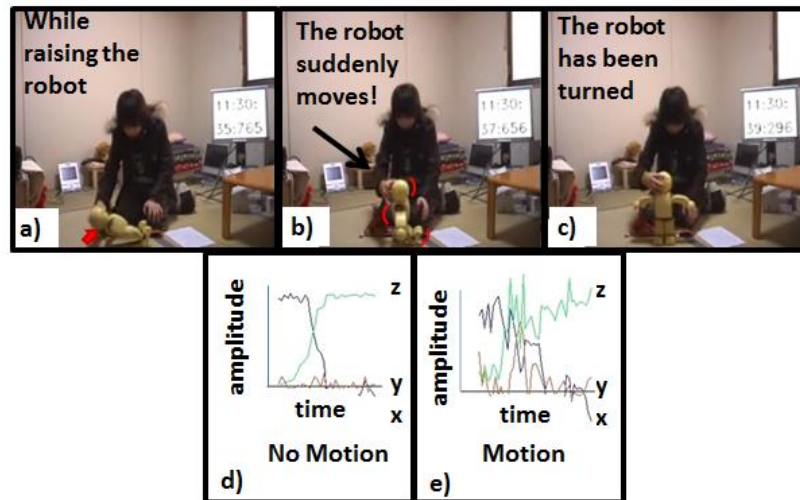 While
raising the
robot
11:30:
35:765
a)
The robot
suddenly
moves!
11:30:
37:656
b)
The robot
has been
turned
11:30:
39:296
c)
amplitude
z
y
x
time
No Motion
d)
amplitude
z
y
x
time
Motion
e)